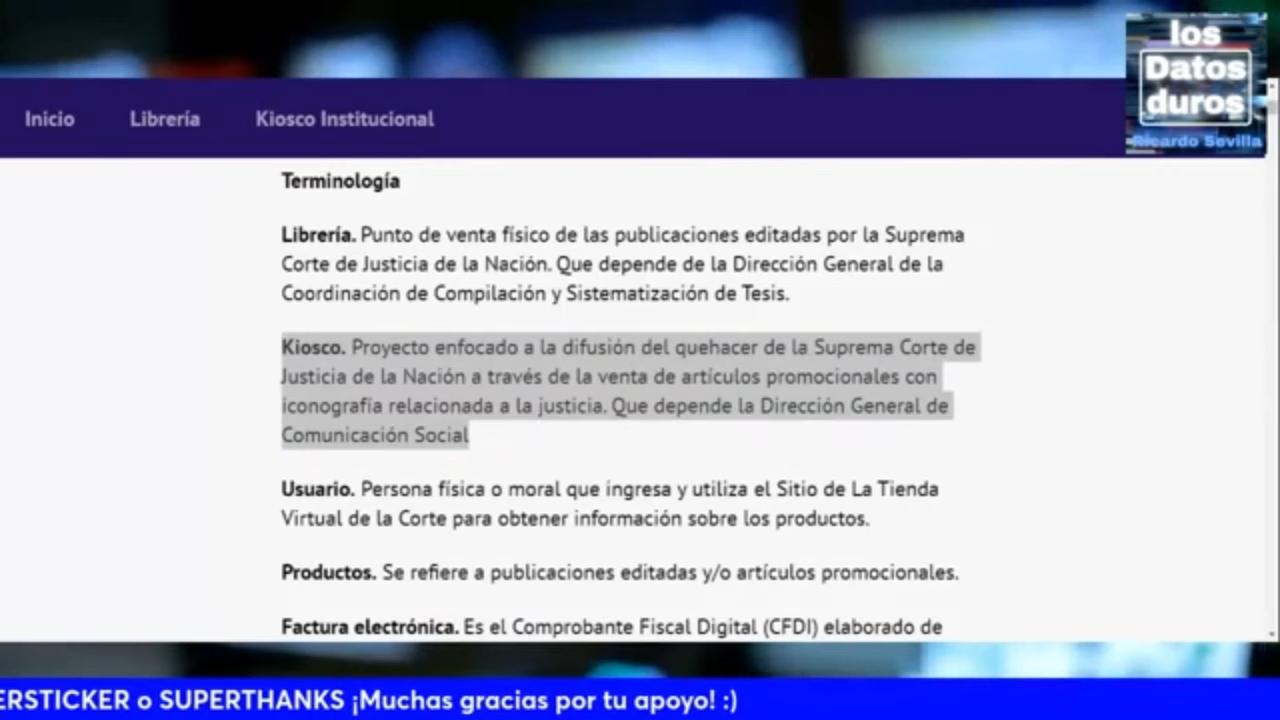 los
Datos
duros
Ricardo Sevilla
Inicio Librería Kiosco Institucional
Terminología
Librería. Punto de venta físico de las publicaciones editadas por la Suprema
Corte de Justicia de la Nación. Que depende de la Dirección General de la
Coordinación de Compilación y Sistematización de Tesis.
Kiosco. Proyecto enfocado a la difusión del quehacer de la Suprema Corte de
Justicia de la Nación a través de la venta de artículos promocionales con
iconografía relacionada a la justicia. Que depende la Dirección General de
Comunicación Social
Usuario. Persona física o moral que ingresa y utiliza el Sitio de La Tienda
Virtual de la Corte para obtener información sobre los productos.
Productos. Se refiere a publicaciones editadas y/o artículos promocionales.
Factura electrónica. Es el Comprobante Fiscal Digital (CFDI) elaborado de
ERSTICKER o SUPERTHANKS ¡Muchas gracias por tu apoyo! :)